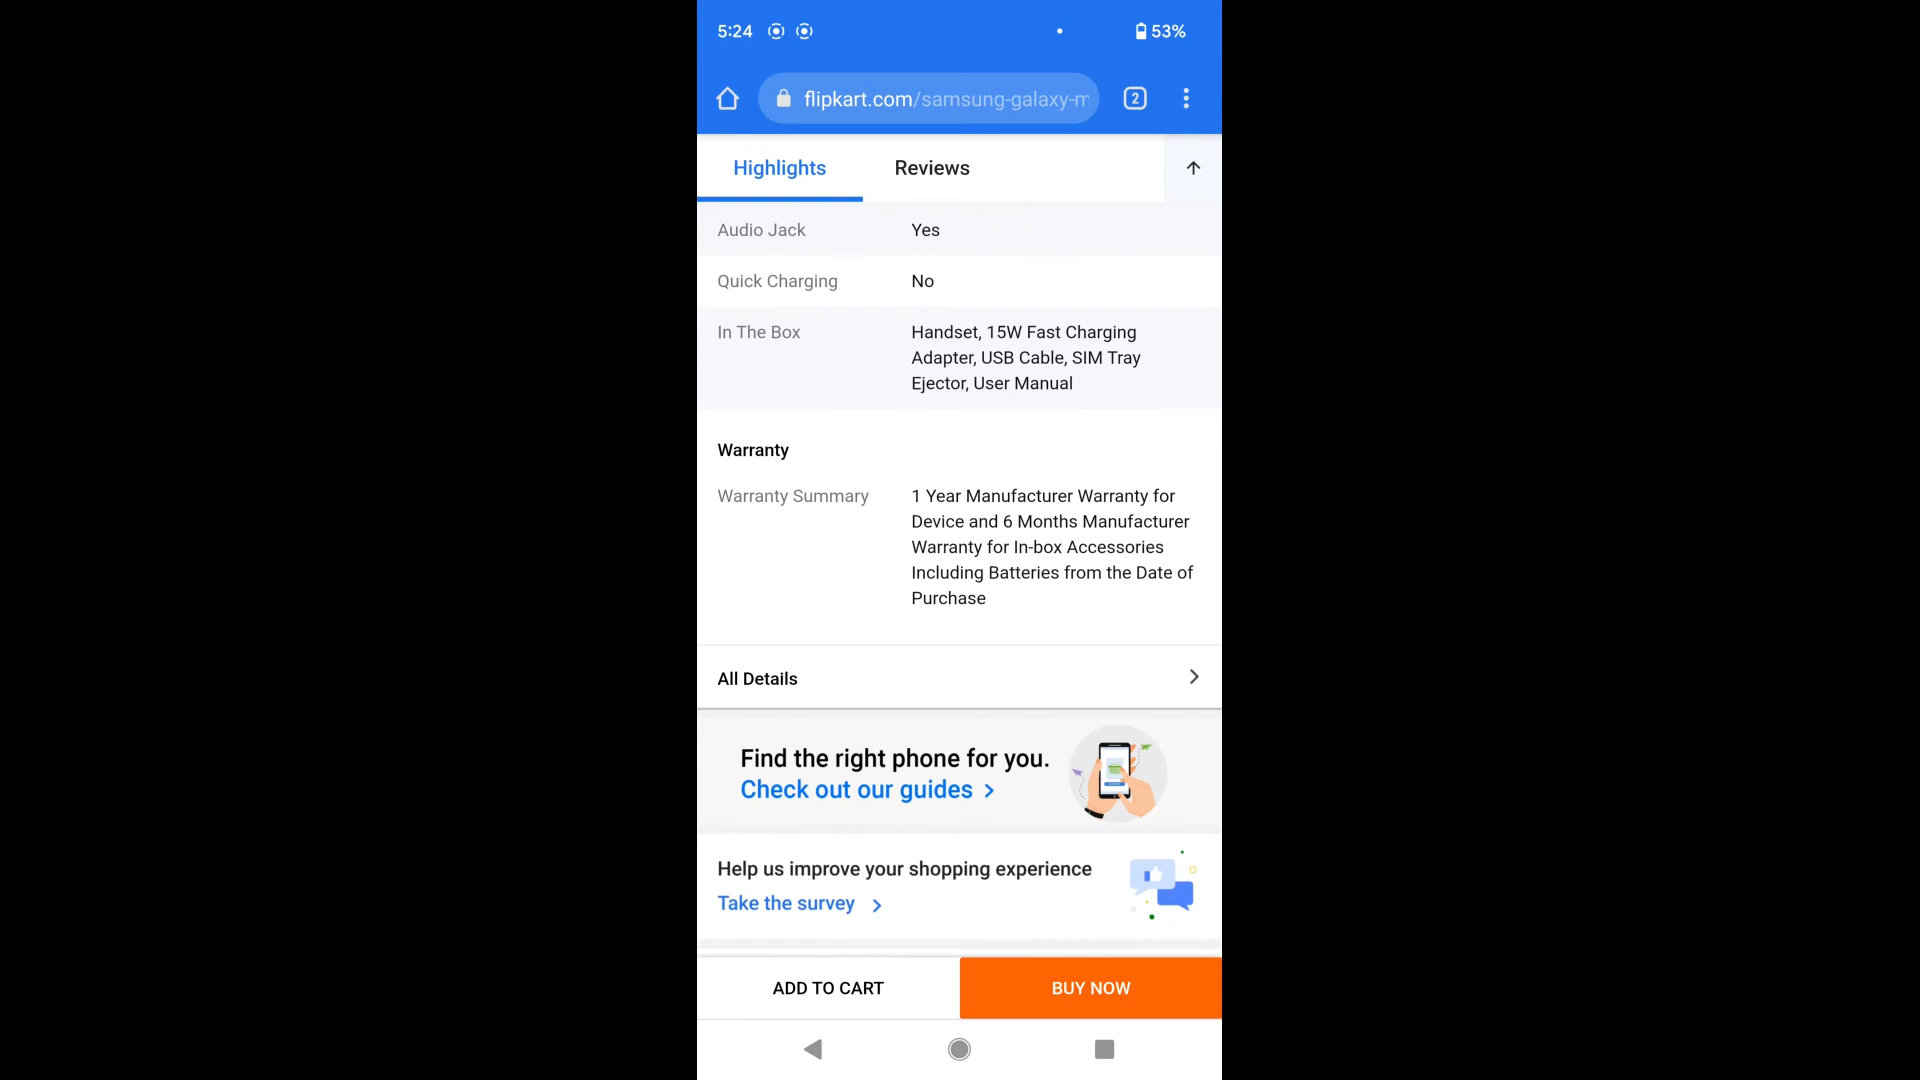 5:24
53%
flipkart.com/samsung-galaxy-m
2
Highlights
Reviews
Audio Jack
Yes
Quick Charging
No
In The Box
Handset, 15W Fast Charging
Adapter, USB Cable, SIM Tray
Ejector, User Manual
Warranty
Warranty Summary
1 Year Manufacturer Warranty for
Device and 6 Months Manufacturer
Warranty for In-box Accessories
Including Batteries from the Date of
Purchase
All Details
Find the right phone for you.
Check out our guides
Help us improve your shopping experience
Take the survey
ADD TO CART
BUY NOW